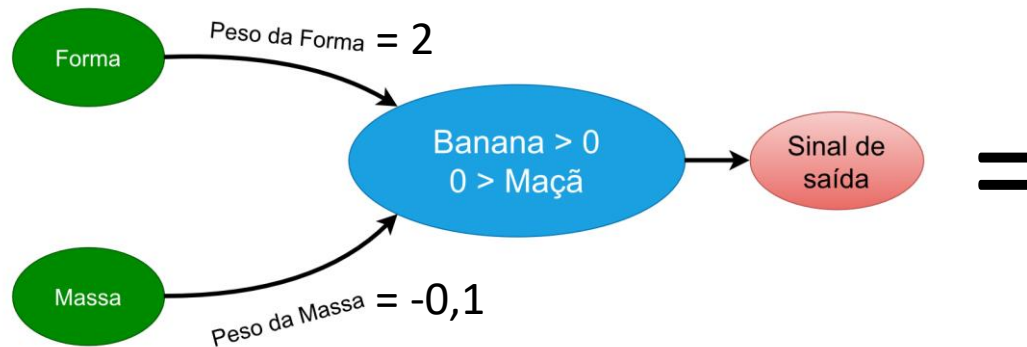 Forma
Peso da Forma = 2
Banana > 0
0 > Maçã
Sinal de
saída
=
Massa
Peso da Massa = -0,1